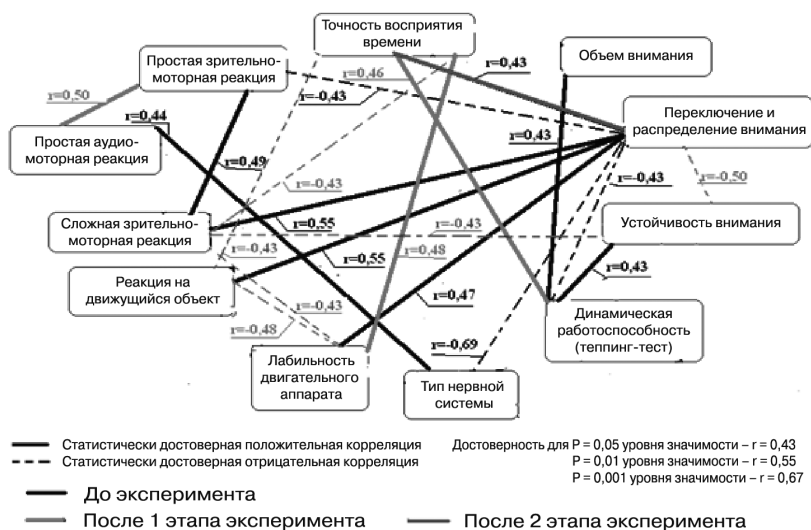 Точность восприятия
времени
Объем внимания
Простая зрительно-
моторная реакция
r=0,46
r=0,43
r=-0,43
r=0,50
r=0,44
Переключение и
распределение внимания
Простая аудио-
моторная реакция
r=0,43
r=0,49
r=-0,43
r=-0,43
r=-0,50
Сложная зрительно-
моторная реакция
r=0,55
r=-0,43
Устойчивость внимания
r=-0,43
r=0,55
r=0,48
r=0,43
Реакция на
движущийся объект
r=-0,43
r=0,47
r=-0,48
Динамическая
работоспособность
(теппинг-тест)
r=-0,69
Лабильность
двигательного
аппарата
Тип нервной
системы
Статистически достоверная положительная корреляция
Достоверность для Р = 0,05 уровня значимости – r = 0,43
Статистически достоверная отрицательная корреляция
Р = 0,01 уровня значимости – r = 0,55
Р = 0,001 уровня значимости – r = 0,67
До эксперимента
После 1 этапа эксперимента
После 2 этапа эксперимента